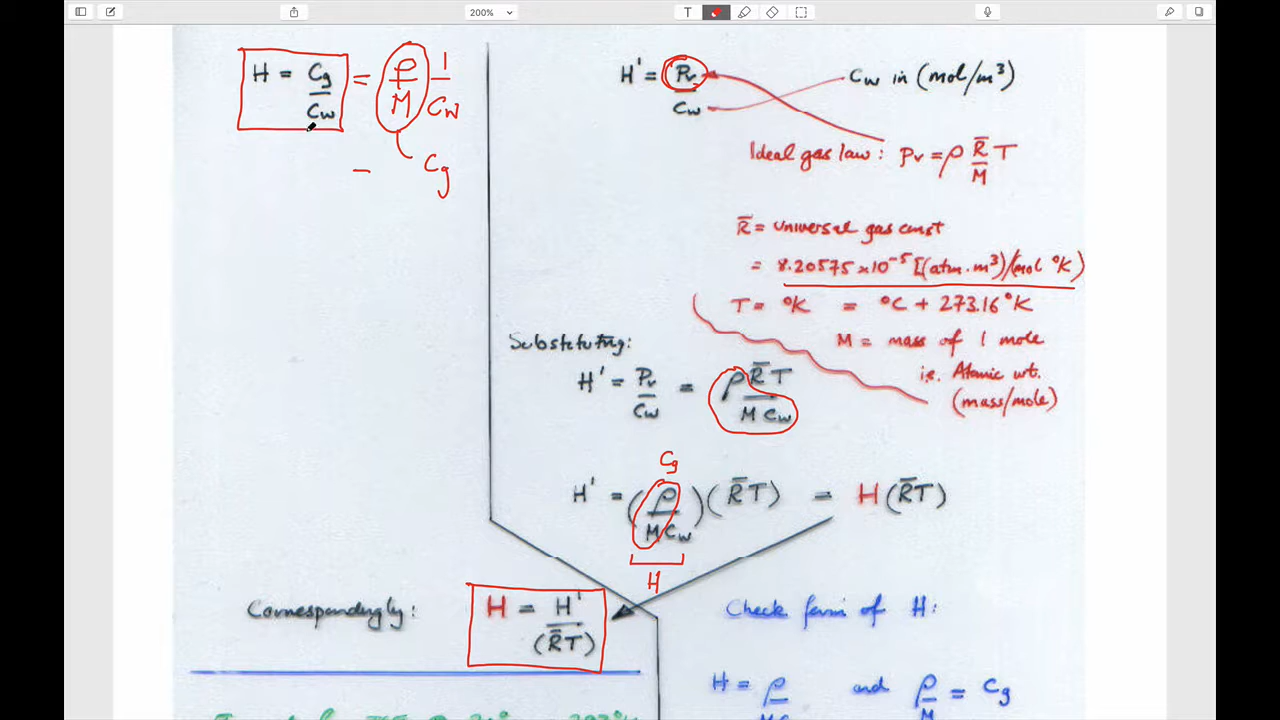 200%
T
H = Cg / Cw = ρ / M 1 / Cw
Cg
H' = Pv / Cw
Cw in (mol/m³)
Ideal gas law: Pv = ρ R̄ / M T
R̄ = universal gas const
= 8.20575 x 10⁻⁵ [(atm.m³)/(mol °K)
T = °K = °C + 273.16 °K
M = mass of 1 mole
i.e. Atomic wt.
(mass/mole)
Substituting:
H' = Pv / Cw = ρ R̄ T / M Cw
Cg
H' = (ρ / M Cw) (R̄T) = H (R̄T)
H
Correspondingly: H = H' / (R̄T)
Check form of H:
H = ρ / MCw and ρ / M = Cg